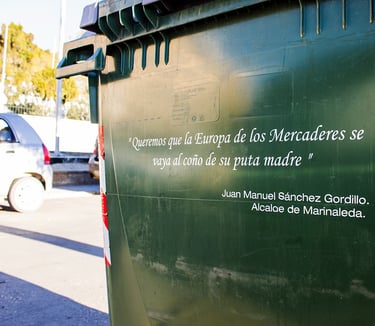 "Queremos que la Europa de los Mercaderes se
vaya al coño de su puta madre "
Juan Manuel Sánchez Gordillo.
Alcalde de Marinaleda.